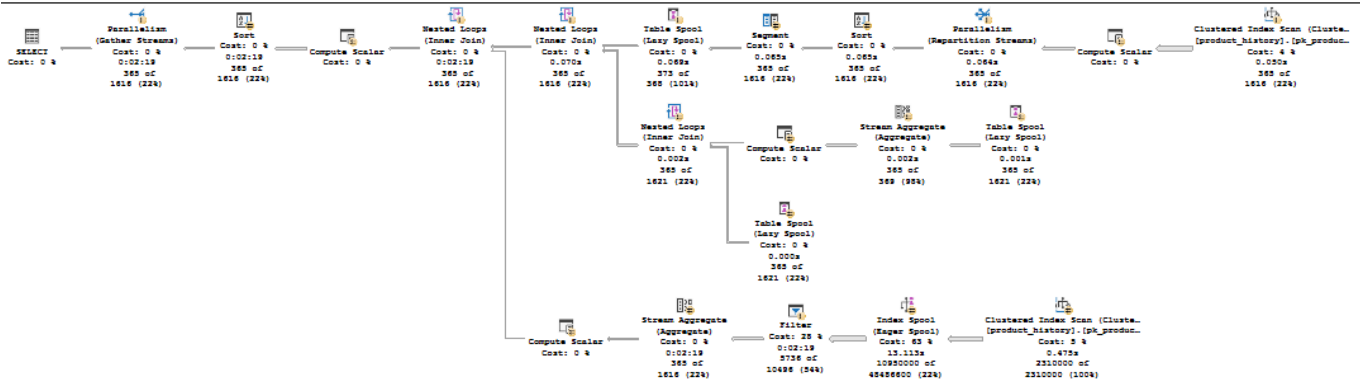 SELECT
Cost: 0 %
Parallelism
(Gather Streams)
Cost: 0 %
0:02:19
365 of
1616 (22%)
Sort
Cost: 0 %
0:02:19
365 of
1616 (22%)
Compute Scalar
Cost: 0 %
Nested Loops
(Inner Join)
Cost: 0 %
0:02:19
365 of
1616 (22%)
Nested Loops
(Inner Join)
Cost: 0 %
0.070s
365 of
1616 (22%)
Table Spool
(Lazy Spool)
Cost: 0 %
0.069s
373 of
368 (101%)
Segment
Cost: 0 %
0.065s
365 of
1616 (22%)
Sort
Cost: 0 %
0.065s
365 of
1616 (22%)
Parallelism
(Repartition Streams)
Cost: 0 %
0.064s
365 of
1616 (22%)
Compute Scalar
Cost: 0 %
Clustered Index Scan (Cluste…
[product_history].[pk_produc…
Cost: 4 %
0.050s
365 of
1616 (22%)
Nested Loops
(Inner Join)
Cost: 0 %
0.002s
365 of
1621 (22%)
Compute Scalar
Cost: 0 %
Stream Aggregate
(Aggregate)
Cost: 0 %
0.002s
365 of
369 (98%)
Table Spool
(Lazy Spool)
Cost: 0 %
0.001s
365 of
1621 (22%)
Table Spool
(Lazy Spool)
Cost: 0 %
0.000s
365 of
1621 (22%)
Compute Scalar
Cost: 0 %
Stream Aggregate
(Aggregate)
Cost: 0 %
0:02:19
365 of
1616 (22%)
Filter
Cost: 28 %
0:02:19
5736 of
10496 (54%)
Index Spool
(Eager Spool)
Cost: 63 %
13.113s
10950000 of
48486600 (22%)
Clustered Index Scan (Cluste…
[product_history].[pk_produc…
Cost: 5 %
0.475s
2310000 of
2310000 (100%)